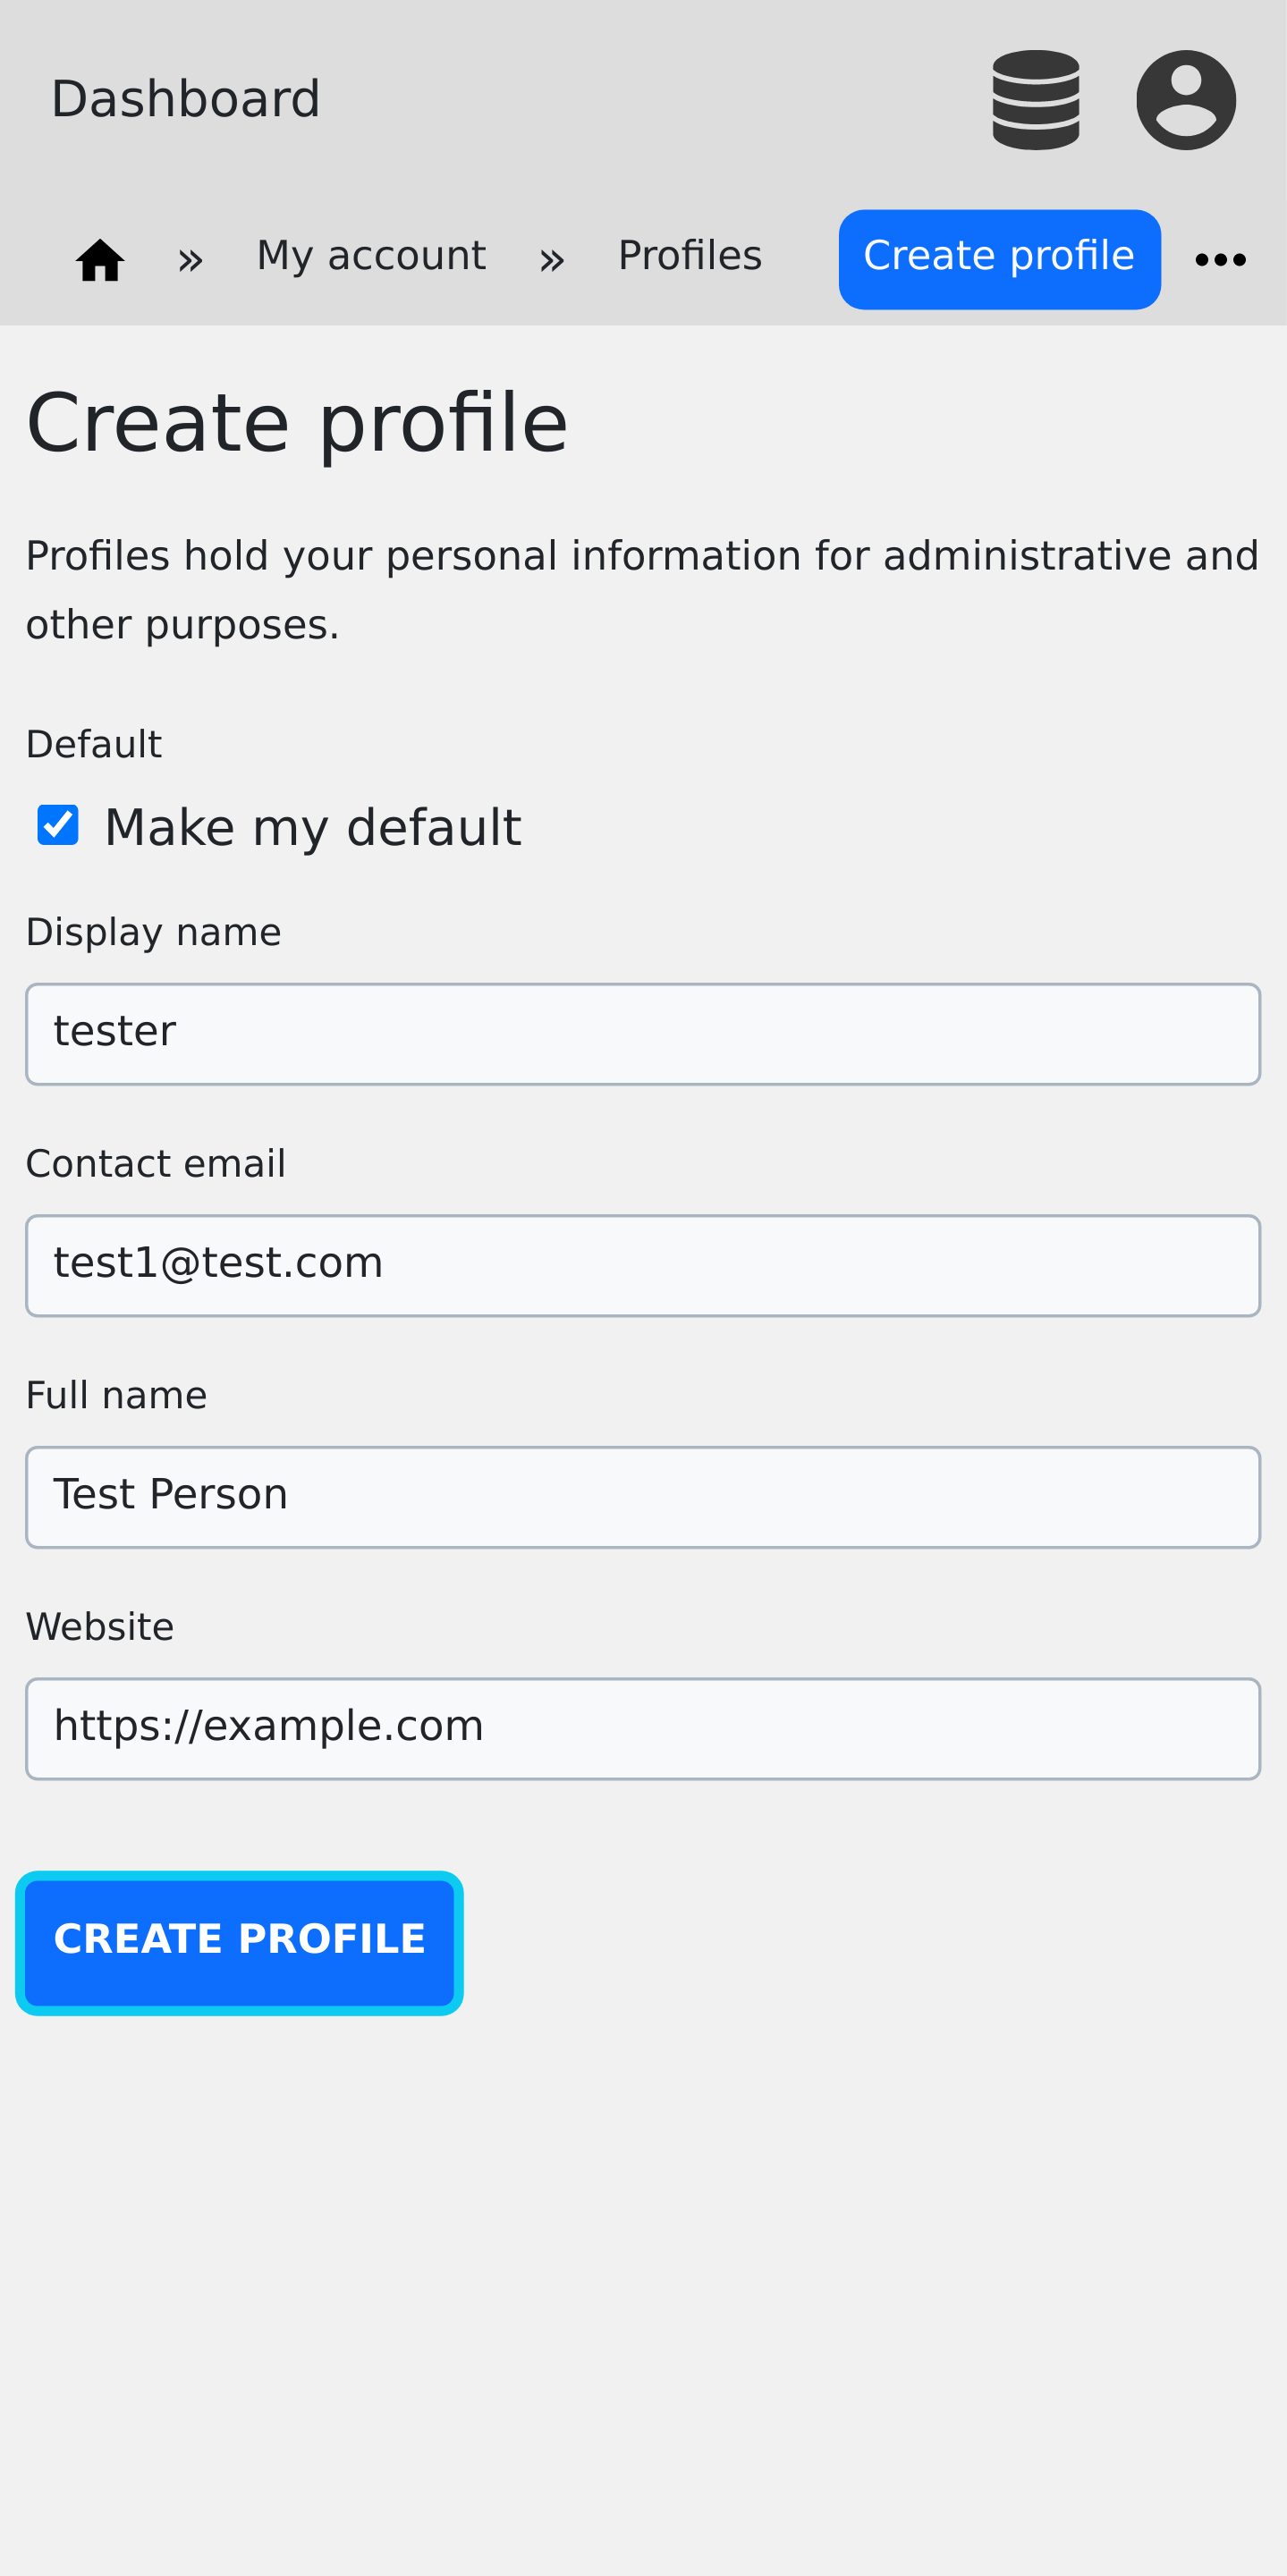 Dashboard
» My account » Profiles Create profile
Create profile
Profiles hold your personal information for administrative and
other purposes.
Default
Make my default
Display name
tester
Contact email
test1@test.com
Full name
Test Person
Website
https://example.com
CREATE PROFILE